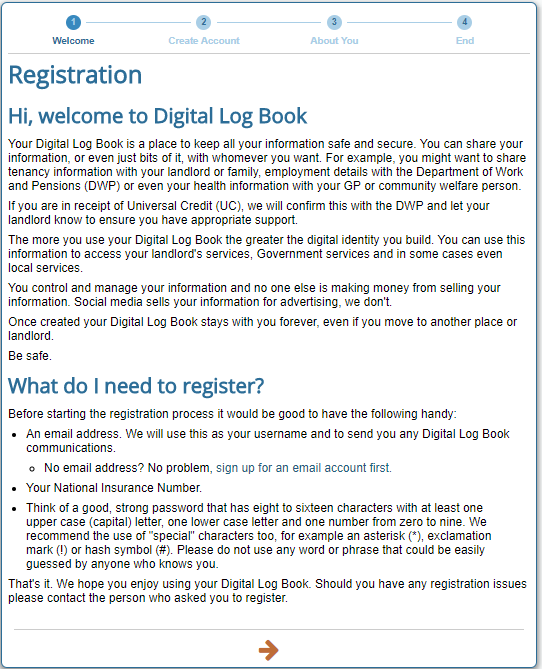 1 2 3 4
Welcome Create Account About You End
Registration
Hi, welcome to Digital Log Book
Your Digital Log Book is a place to keep all your information safe and secure. You can share your
information, or even just bits of it, with whomever you want. For example, you might want to share
tenancy information with your landlord or family, employment details with the Department of Work
and Pensions (DWP) or even your health information with your GP or community welfare person.
If you are in receipt of Universal Credit (UC), we will confirm this with the DWP and let your
landlord know to ensure you have appropriate support.
The more you use your Digital Log Book the greater the digital identity you build. You can use this
information to access your landlord's services, Government services and in some cases even
local services.
You control and manage your information and no one else is making money from selling your
information. Social media sells your information for advertising, we don't.
Once created your Digital Log Book stays with you forever, even if you move to another place or
landlord.
Be safe.
What do I need to register?
Before starting the registration process it would be good to have the following handy:
• An email address. We will use this as your username and to send you any Digital Log Book
communications.
◦ No email address? No problem, sign up for an email account first.
• Your National Insurance Number.
• Think of a good, strong password that has eight to sixteen characters with at least one
upper case (capital) letter, one lower case letter and one number from zero to nine. We
recommend the use of "special" characters too, for example an asterisk (*), exclamation
mark (!) or hash symbol (#). Please do not use any word or phrase that could be easily
guessed by anyone who knows you.
That's it. We hope you enjoy using your Digital Log Book. Should you have any registration issues
please contact the person who asked you to register.